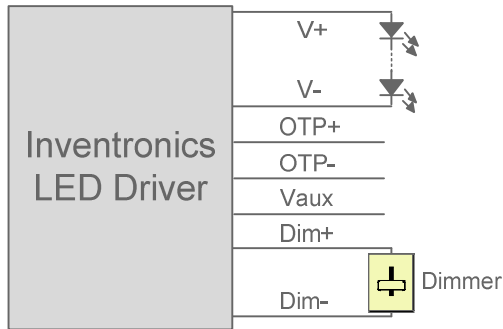 Inventronics
LED Driver
V+
V-
OTP+
OTP-
Vaux
Dim+
Dim-
Dimmer